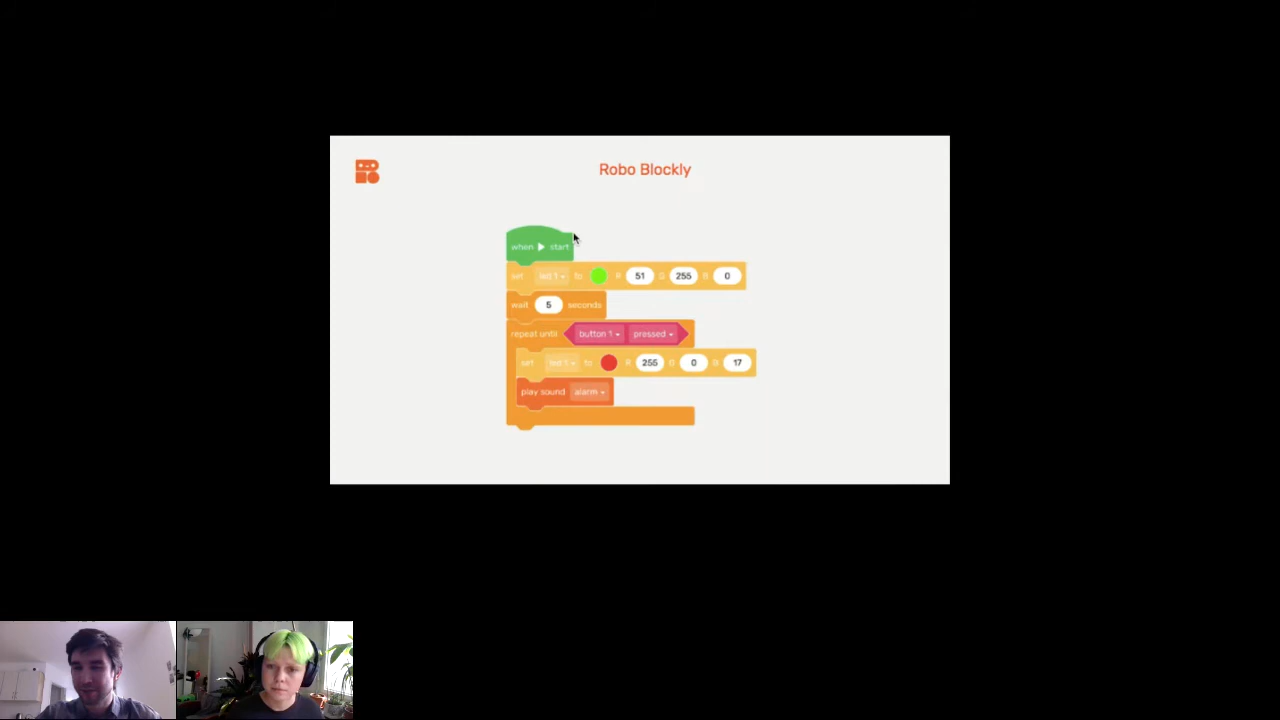 Robo Blockly
when start
set led 1 to R 51 G 255 B 0
wait 5 seconds
repeat until button 1 pressed
set led 1 to R 255 G 0 B 17
play sound alarm